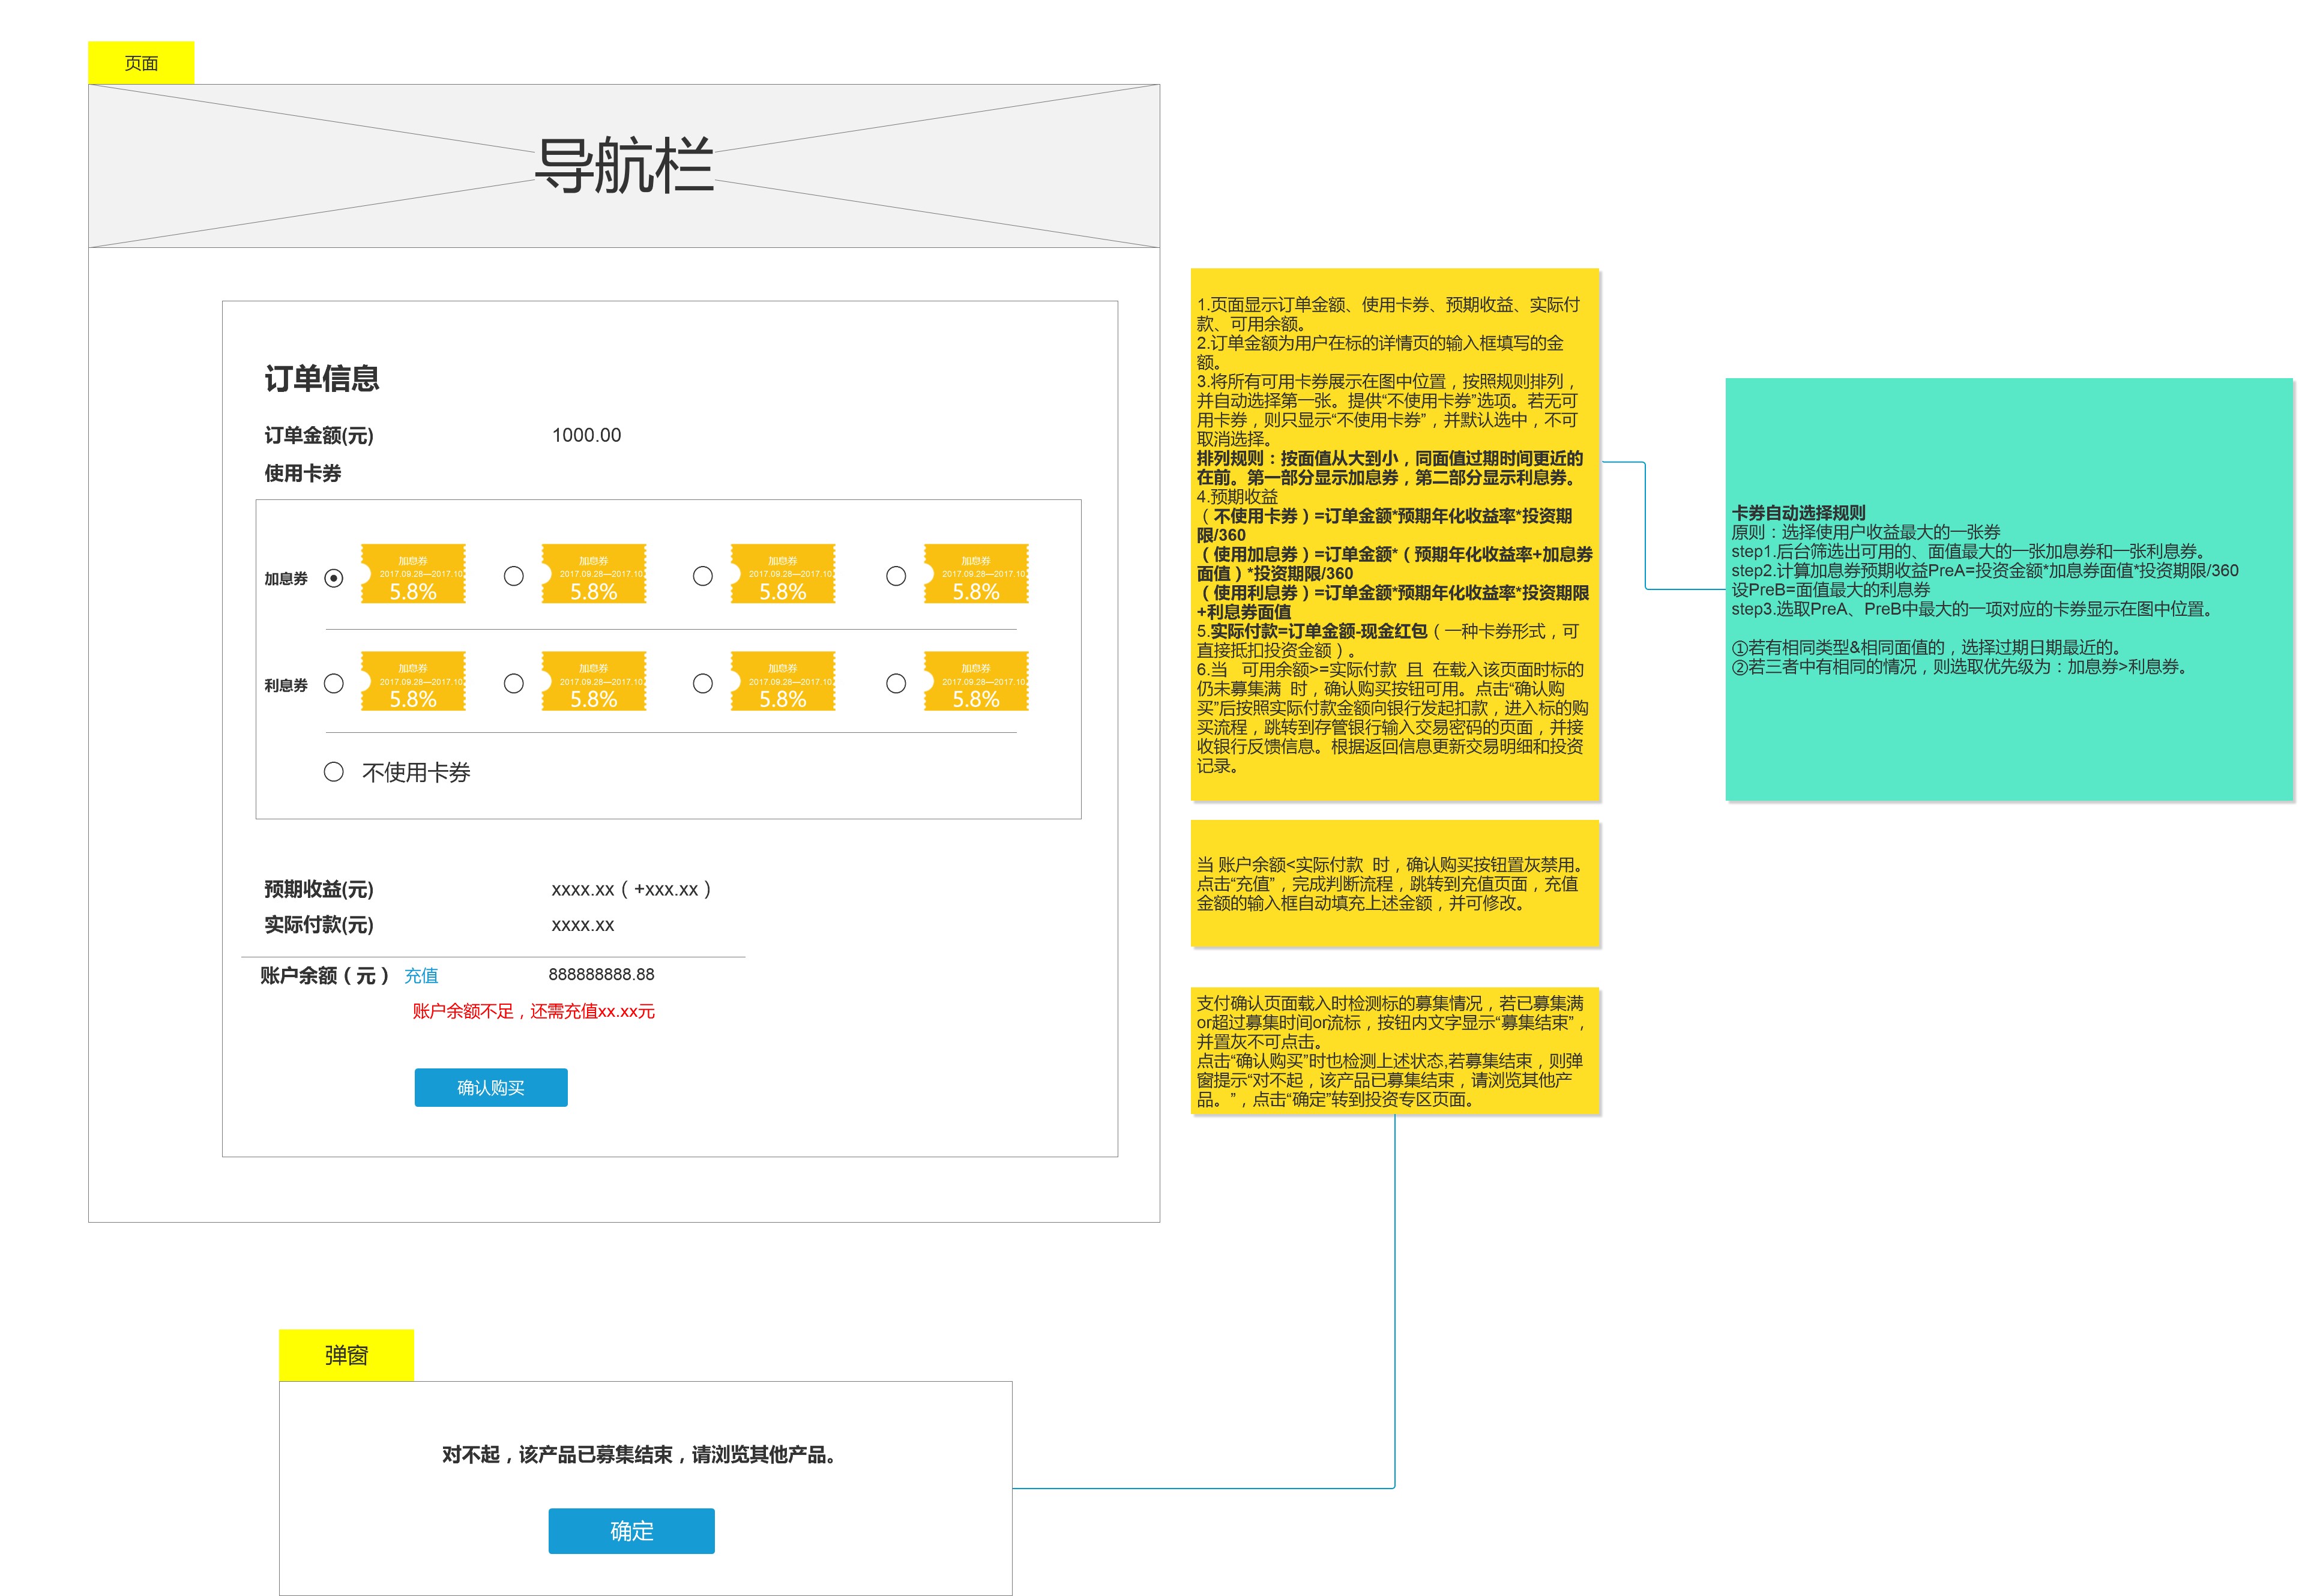 页面
导航栏
订单信息
订单金额(元) 1000.00
使用卡券
加息券
加息券
2017.09.28—2017.10.
5.8%
加息券
2017.09.28—2017.10.
5.8%
加息券
2017.09.28—2017.10.
5.8%
加息券
2017.09.28—2017.10.
5.8%
利息券
加息券
2017.09.28—2017.10.
5.8%
加息券
2017.09.28—2017.10.
5.8%
加息券
2017.09.28—2017.10.
5.8%
加息券
2017.09.28—2017.10.
5.8%
不使用卡券
预期收益(元) xxxx.xx（+xxx.xx）
实际付款(元) xxxx.xx
账户余额（元） 充值 888888888.88
账户余额不足，还需充值xx.xx元
确认购买
1.页面显示订单金额、使用卡券、预期收益、实际付
款、可用余额。
2.订单金额为用户在标的详情页的输入框填写的金
额。
3.将所有可用卡券展示在图中位置，按照规则排列，
并自动选择第一张。提供“不使用卡券”选项。若无可
用卡券，则只显示“不使用卡券”，并默认选中，不可
取消选择。
排列规则：按面值从大到小，同面值过期时间更近的
在前。第一部分显示加息券，第二部分显示利息券。
4.预期收益
（不使用卡券）=订单金额*预期年化收益率*投资期
限/360
（使用加息券）=订单金额*（预期年化收益率+加息券
面值）*投资期限/360
（使用利息券）=订单金额*预期年化收益率*投资期限
+利息券面值
5.实际付款=订单金额-现金红包（一种卡券形式，可
直接抵扣投资金额）。
6.当 可用余额>=实际付款 且 在载入该页面时标的
仍未募集满 时，确认购买按钮可用。点击“确认购
买”后按照实际付款金额向银行发起扣款，进入标的购
买流程，跳转到存管银行输入交易密码的页面，并接
收银行反馈信息。根据返回信息更新交易明细和投资
记录。
卡券自动选择规则
原则：选择使用户收益最大的一张券
step1.后台筛选出可用的、面值最大的一张加息券和一张利息券。
step2.计算加息券预期收益PreA=投资金额*加息券面值*投资期限/360
设PreB=面值最大的利息券
step3.选取PreA、PreB中最大的一项对应的卡券显示在图中位置。
①若有相同类型&相同面值的，选择过期日期最近的。
②若三者中有相同的情况，则选取优先级为：加息券>利息券。
当 账户余额<实际付款 时，确认购买按钮置灰禁用。
点击“充值”，完成判断流程，跳转到充值页面，充值
金额的输入框自动填充上述金额，并可修改。
支付确认页面载入时检测标的募集情况，若已募集满
or超过募集时间or流标，按钮内文字显示“募集结束”，
并置灰不可点击。
点击“确认购买”时也检测上述状态,若募集结束，则弹
窗提示“对不起，该产品已募集结束，请浏览其他产
品。”，点击“确定”转到投资专区页面。
弹窗
对不起，该产品已募集结束，请浏览其他产品。
确定